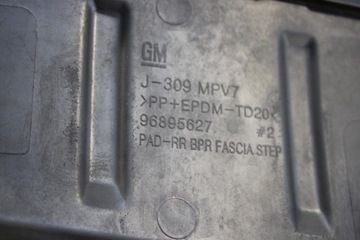 GM
J-309 MPV7
>PP+EPDM-TD20<
96895627 #2
PAD-RR BPR FASCIA STEP